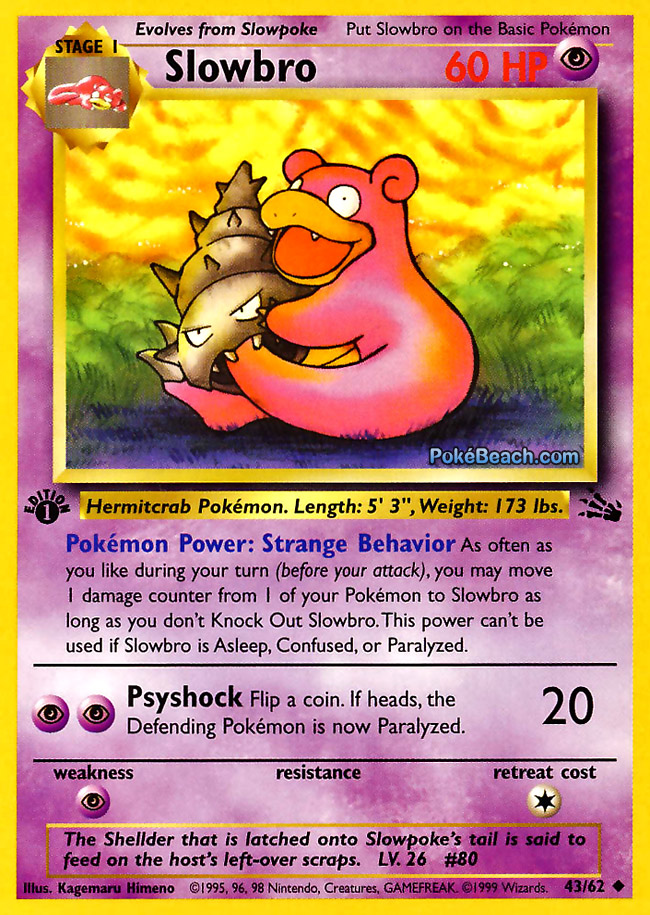 Evolves from Slowpoke Put Slowbro on the Basic Pokémon
STAGE 1
Slowbro 60 HP
PokéBeach.com
EDITION
1
Hermitcrab Pokémon. Length: 5' 3", Weight: 173 lbs.
Pokémon Power: Strange Behavior As often as
you like during your turn (before your attack), you may move
1 damage counter from 1 of your Pokémon to Slowbro as
long as you don't Knock Out Slowbro. This power can't be
used if Slowbro is Asleep, Confused, or Paralyzed.
Psyshock Flip a coin. If heads, the
Defending Pokémon is now Paralyzed.
20
weakness resistance retreat cost
The Shellder that is latched onto Slowpoke's tail is said to
feed on the host's left-over scraps. LV. 26 #80
Illus. Kagemaru Himeno ©1995, 96, 98 Nintendo, Creatures, GAMEFREAK. ©1999 Wizards. 43/62